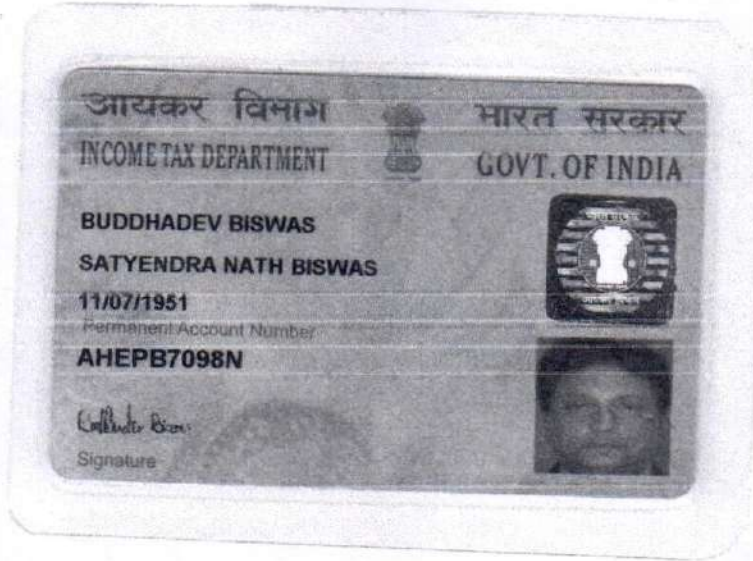 आयकर विभाग भारत सरकार
INCOME TAX DEPARTMENT GOVT. OF INDIA
BUDDHADEV BISWAS
SATYENDRA NATH BISWAS
11/07/1951
Permanent Account Number
AHEPB7098N
Signature